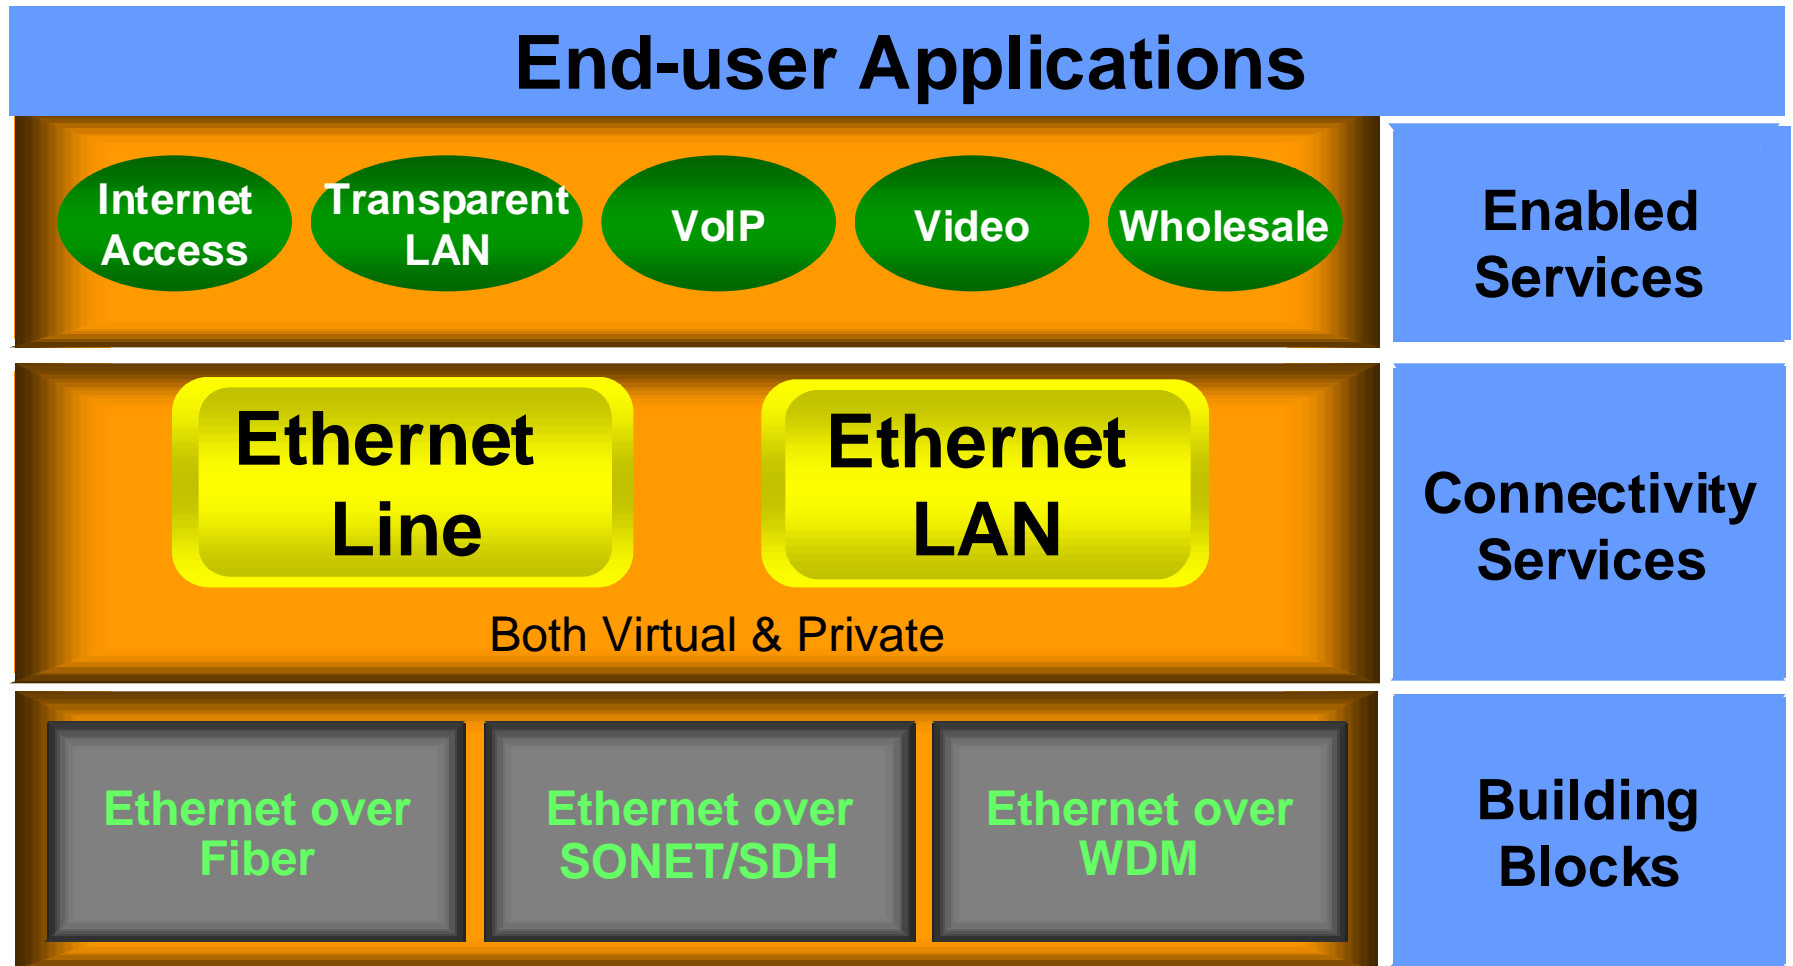 End-user Applications
Internet
Access
Transparent
LAN
VoIP
Video
Wholesale
Enabled
Services
Ethernet
Line
Ethernet
LAN
Both Virtual & Private
Connectivity
Services
Ethernet over
Fiber
Ethernet over
SONET/SDH
Ethernet over
WDM
Building
Blocks